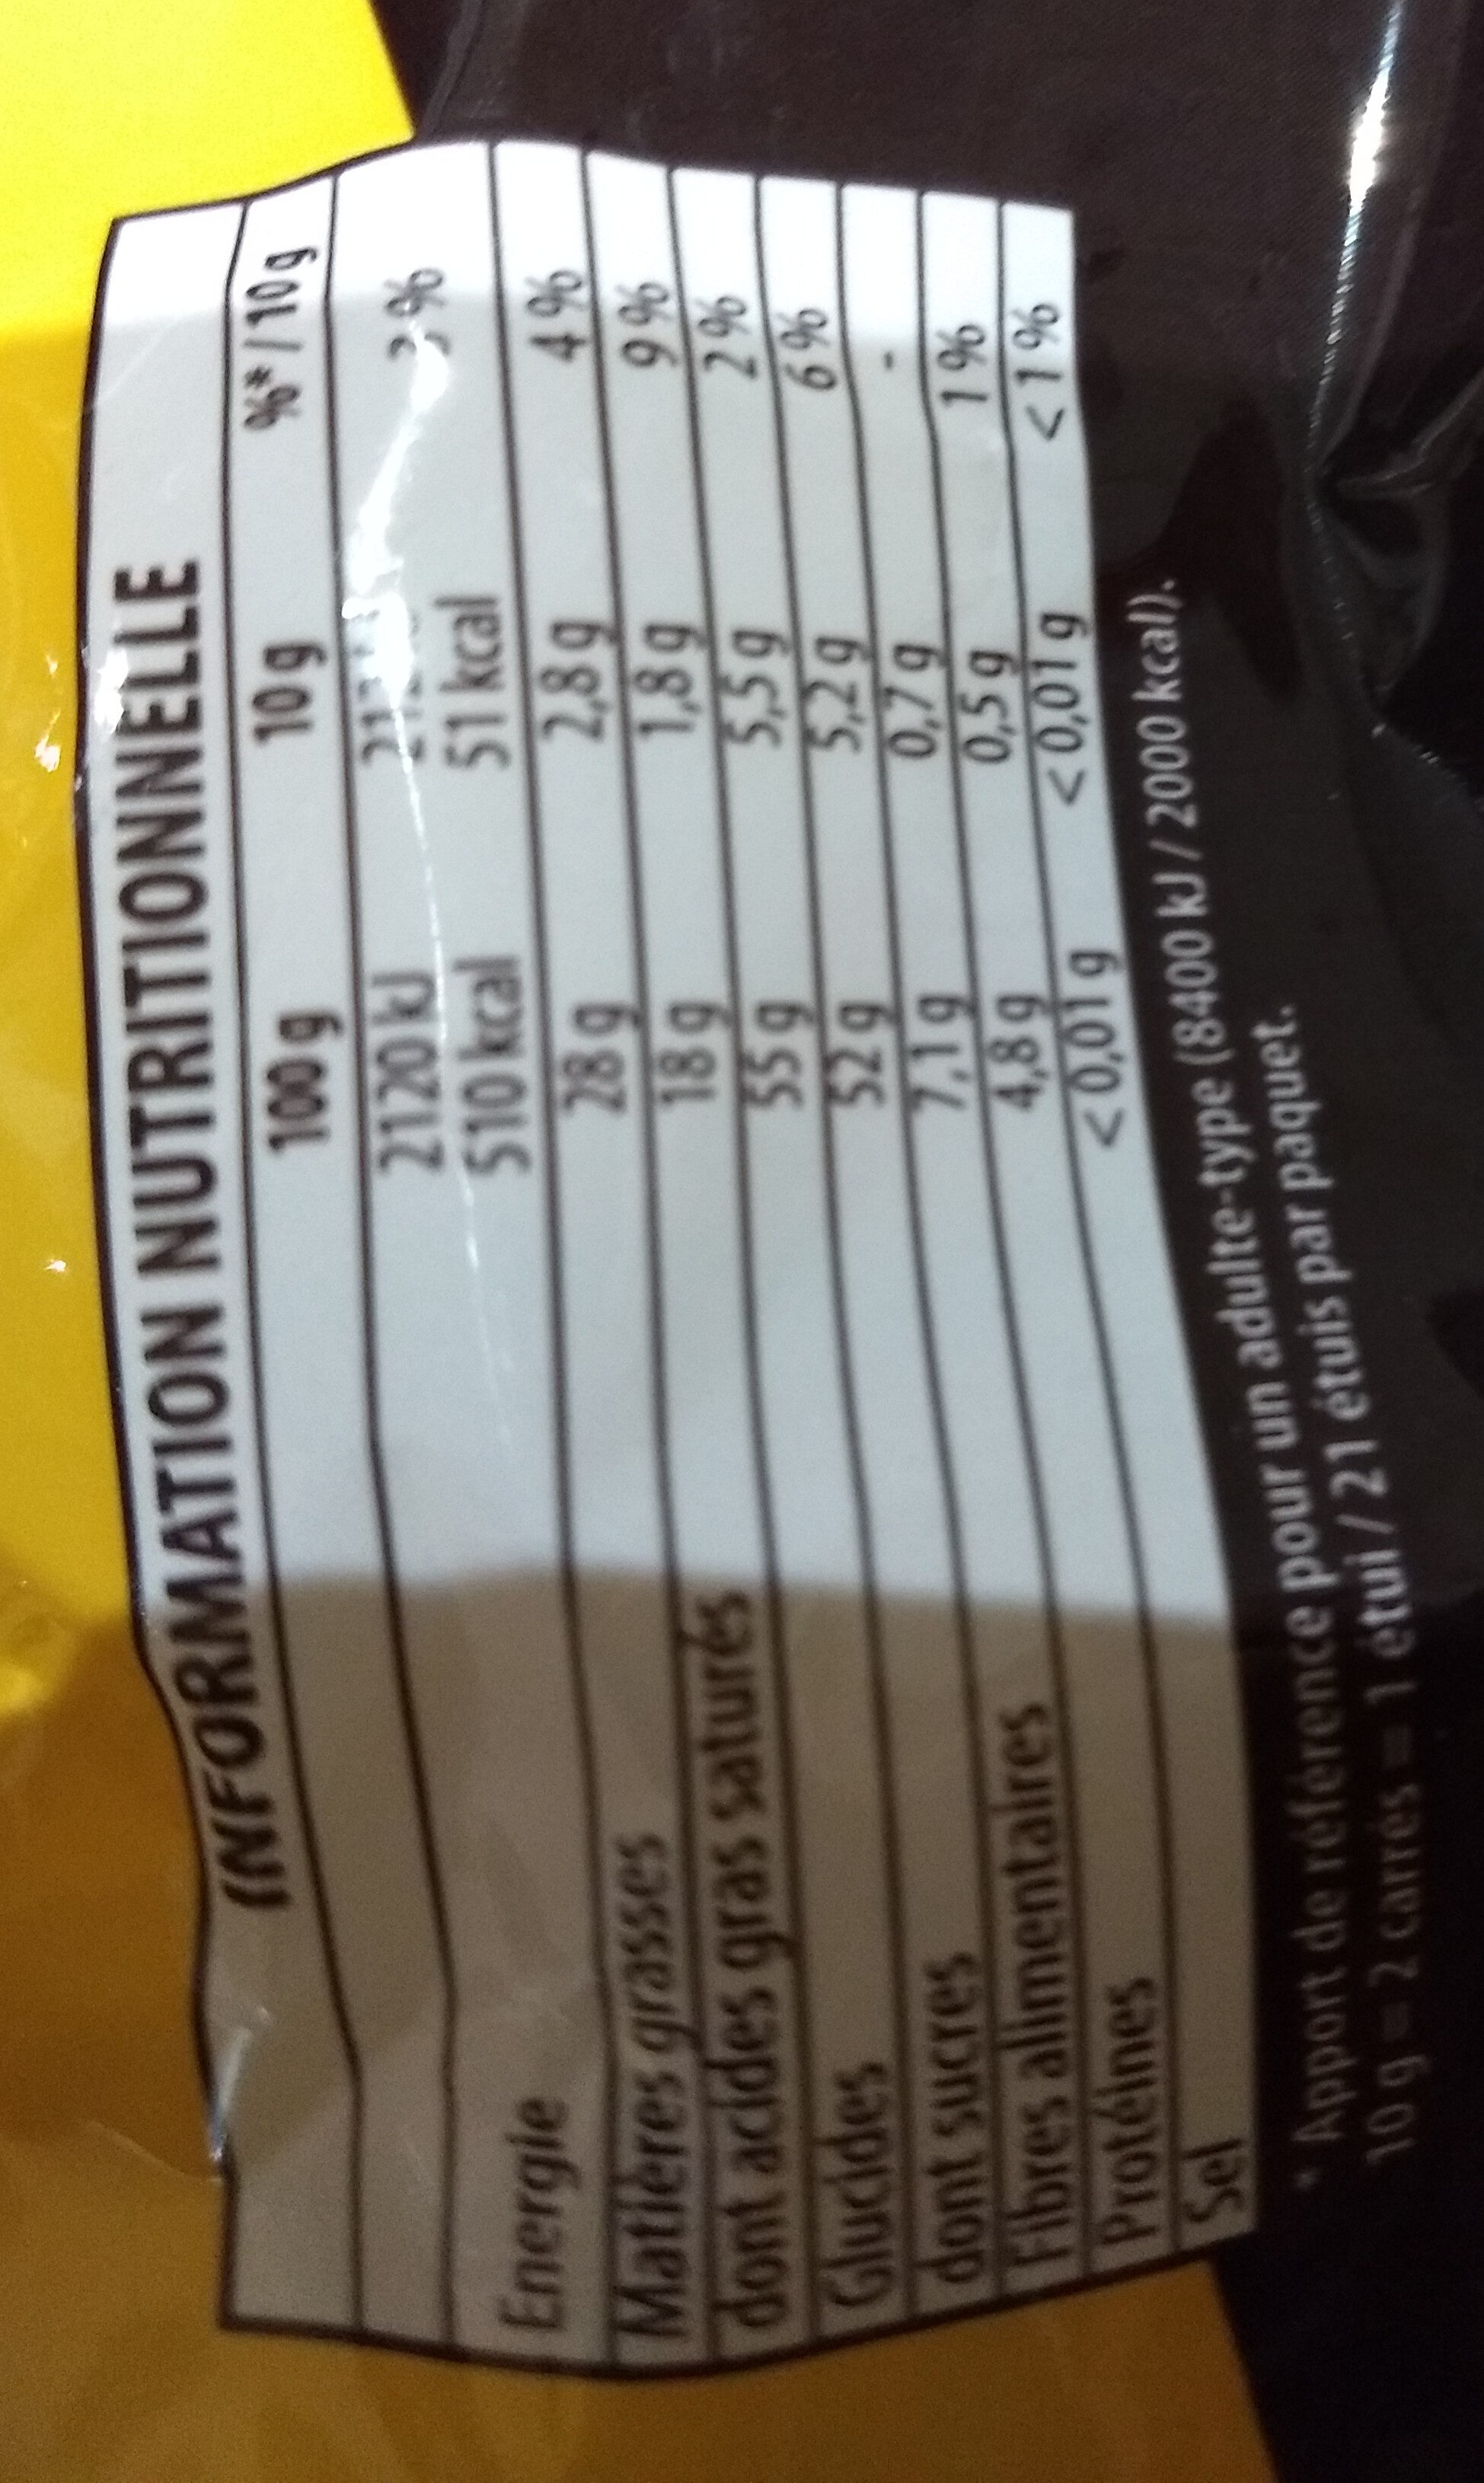 INFORMATION NUTRITIONNELLE
100 g 10 g %* / 10 g
2120 kJ
Energie 510 kcal 51 kcal 3 %
Matières grasses 28 g 2,8 g 4 %
dont acides gras saturés 18 g 1,8 g 9 %
Glucides 55 g 5,5 g 2 %
dont sucres 52 g 5,2 g 6 %
Fibres alimentaires 7,1 g 0,7 g -
Protéines 4,8 g 0,5 g 1 %
Sel < 0,01 g < 0,01 g < 1 %
* Apport de référence pour un adulte-type (8400 kJ / 2000 kcal).
10 g = 2 carrés = 1 étui / 21 étuis par paquet.